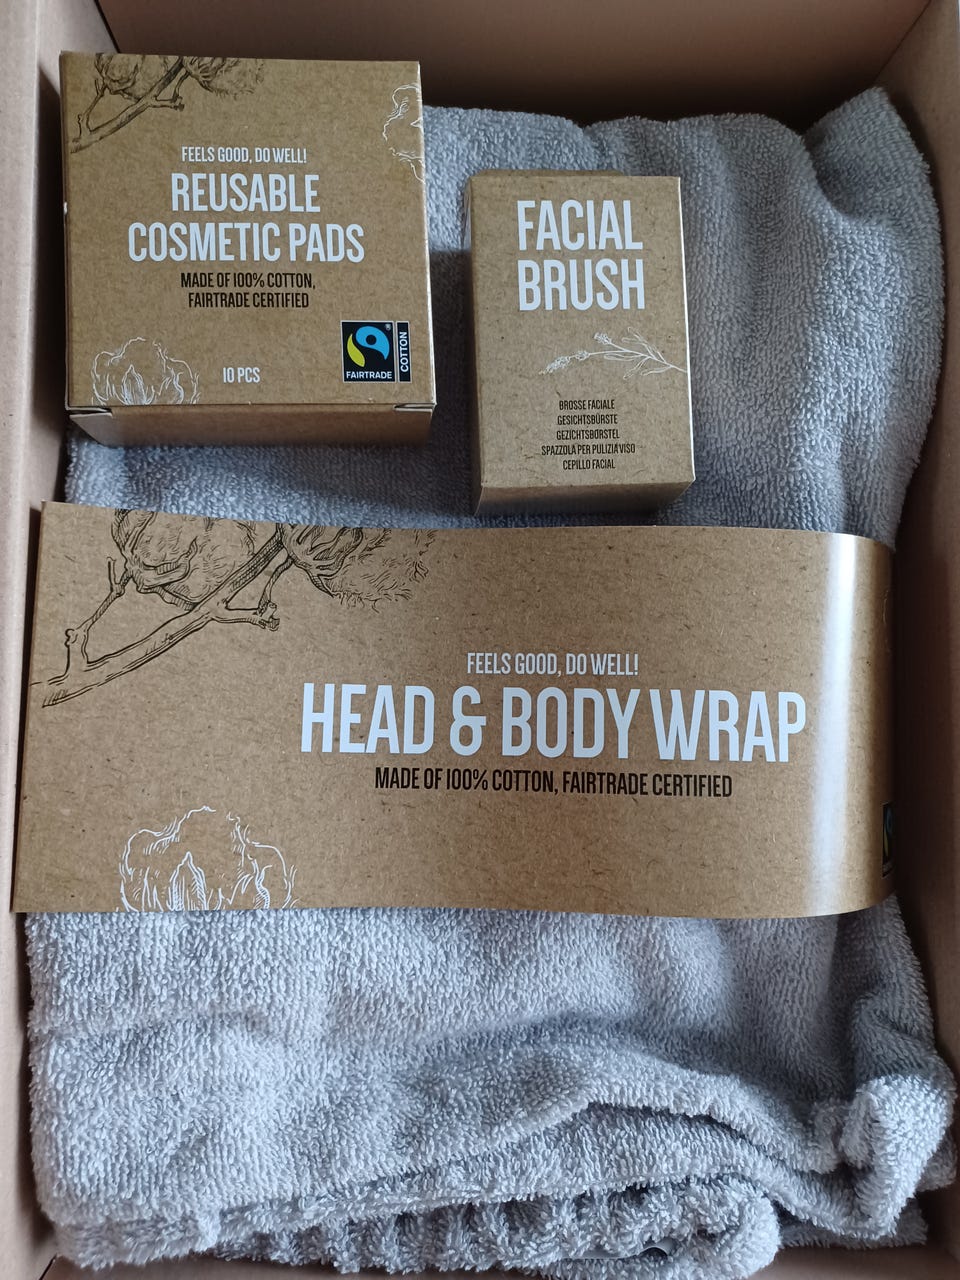 FEELS GOOD, DO WELL!
REUSABLE
COSMETIC PADS
MADE OF 100% COTTON,
FAIRTRADE CERTIFIED
10 PCS
FAIRTRADE
®
COTTON
FACIAL
BRUSH
BROSSE FACIALE
GESICHTSBÜRSTE
GEZICHTSBORSTEL
SPAZZOLA PER PULIZIA VISO
CEPILLO FACIAL
FEELS GOOD, DO WELL!
HEAD & BODY WRAP
MADE OF 100% COTTON, FAIRTRADE CERTIFIED